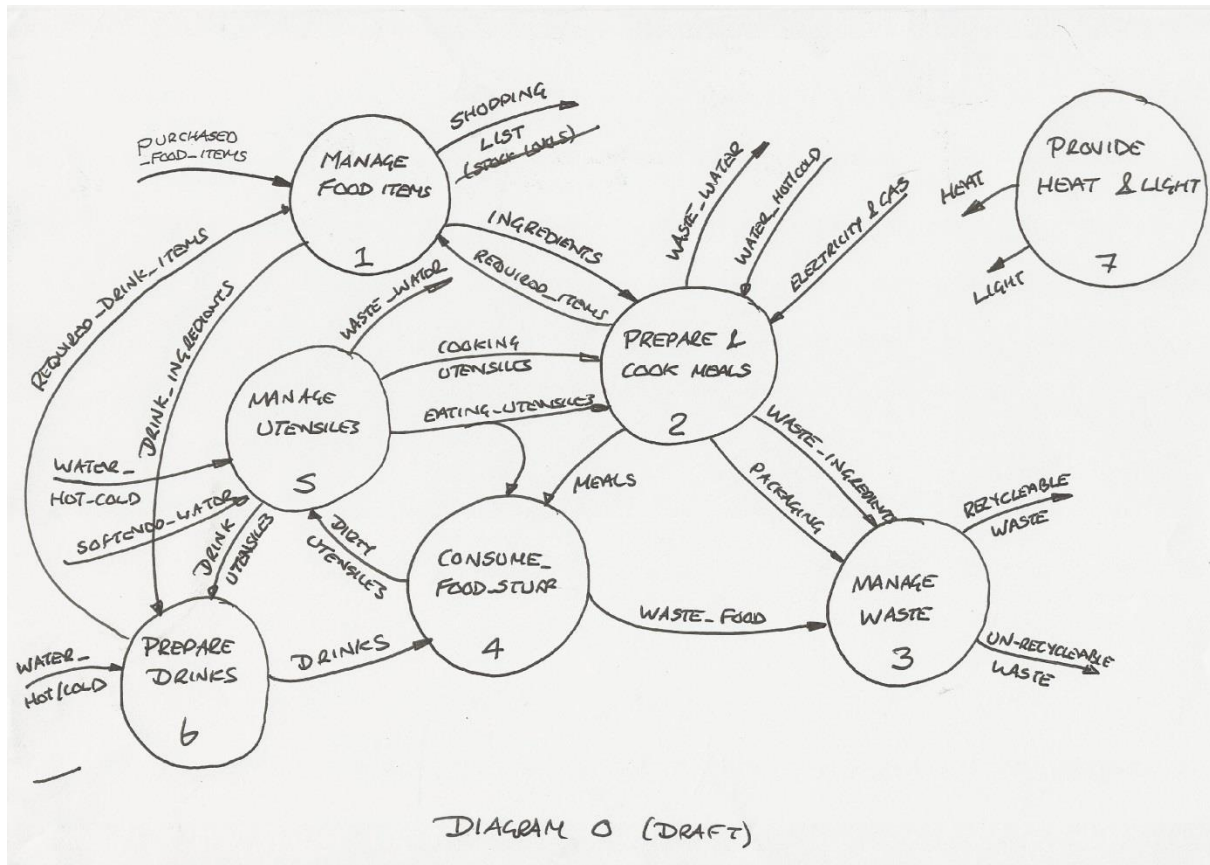 PURCHASED
_FOOD_ITEMS
MANAGE
FOOD ITEMS
1
SHOPPING
LIST
(STOCK LEVELS)
WASTE_WATER
WATER_HOT/COLD
ELECTRICITY & GAS
PROVIDE
HEAT & LIGHT
7
HEAT
LIGHT
REQUIRED_DRINK_ITEMS
DRINK_INGREDIENTS
INGREDIENTS
REQUIRED_ITEMS
WASTE_WATER
PREPARE &
COOK MEALS
2
COOKING
UTENSILES
EATING_UTENSILES
MANAGE
UTENSILES
5
WATER_
HOT-COLD
SOFTENED_WATER
DRINK
UTENSILES
DIRTY
UTENSILES
MEALS
PACKAGING
WASTE_INGREDIENT
CONSUME_
FOOD_STUFF
4
WASTE_FOOD
MANAGE
WASTE
3
RECYCLEABLE
WASTE
UN-RECYCLEABLE
WASTE
WATER_
HOT/COLD
PREPARE
DRINKS
6
DRINKS
DIAGRAM 0 (DRAFT)